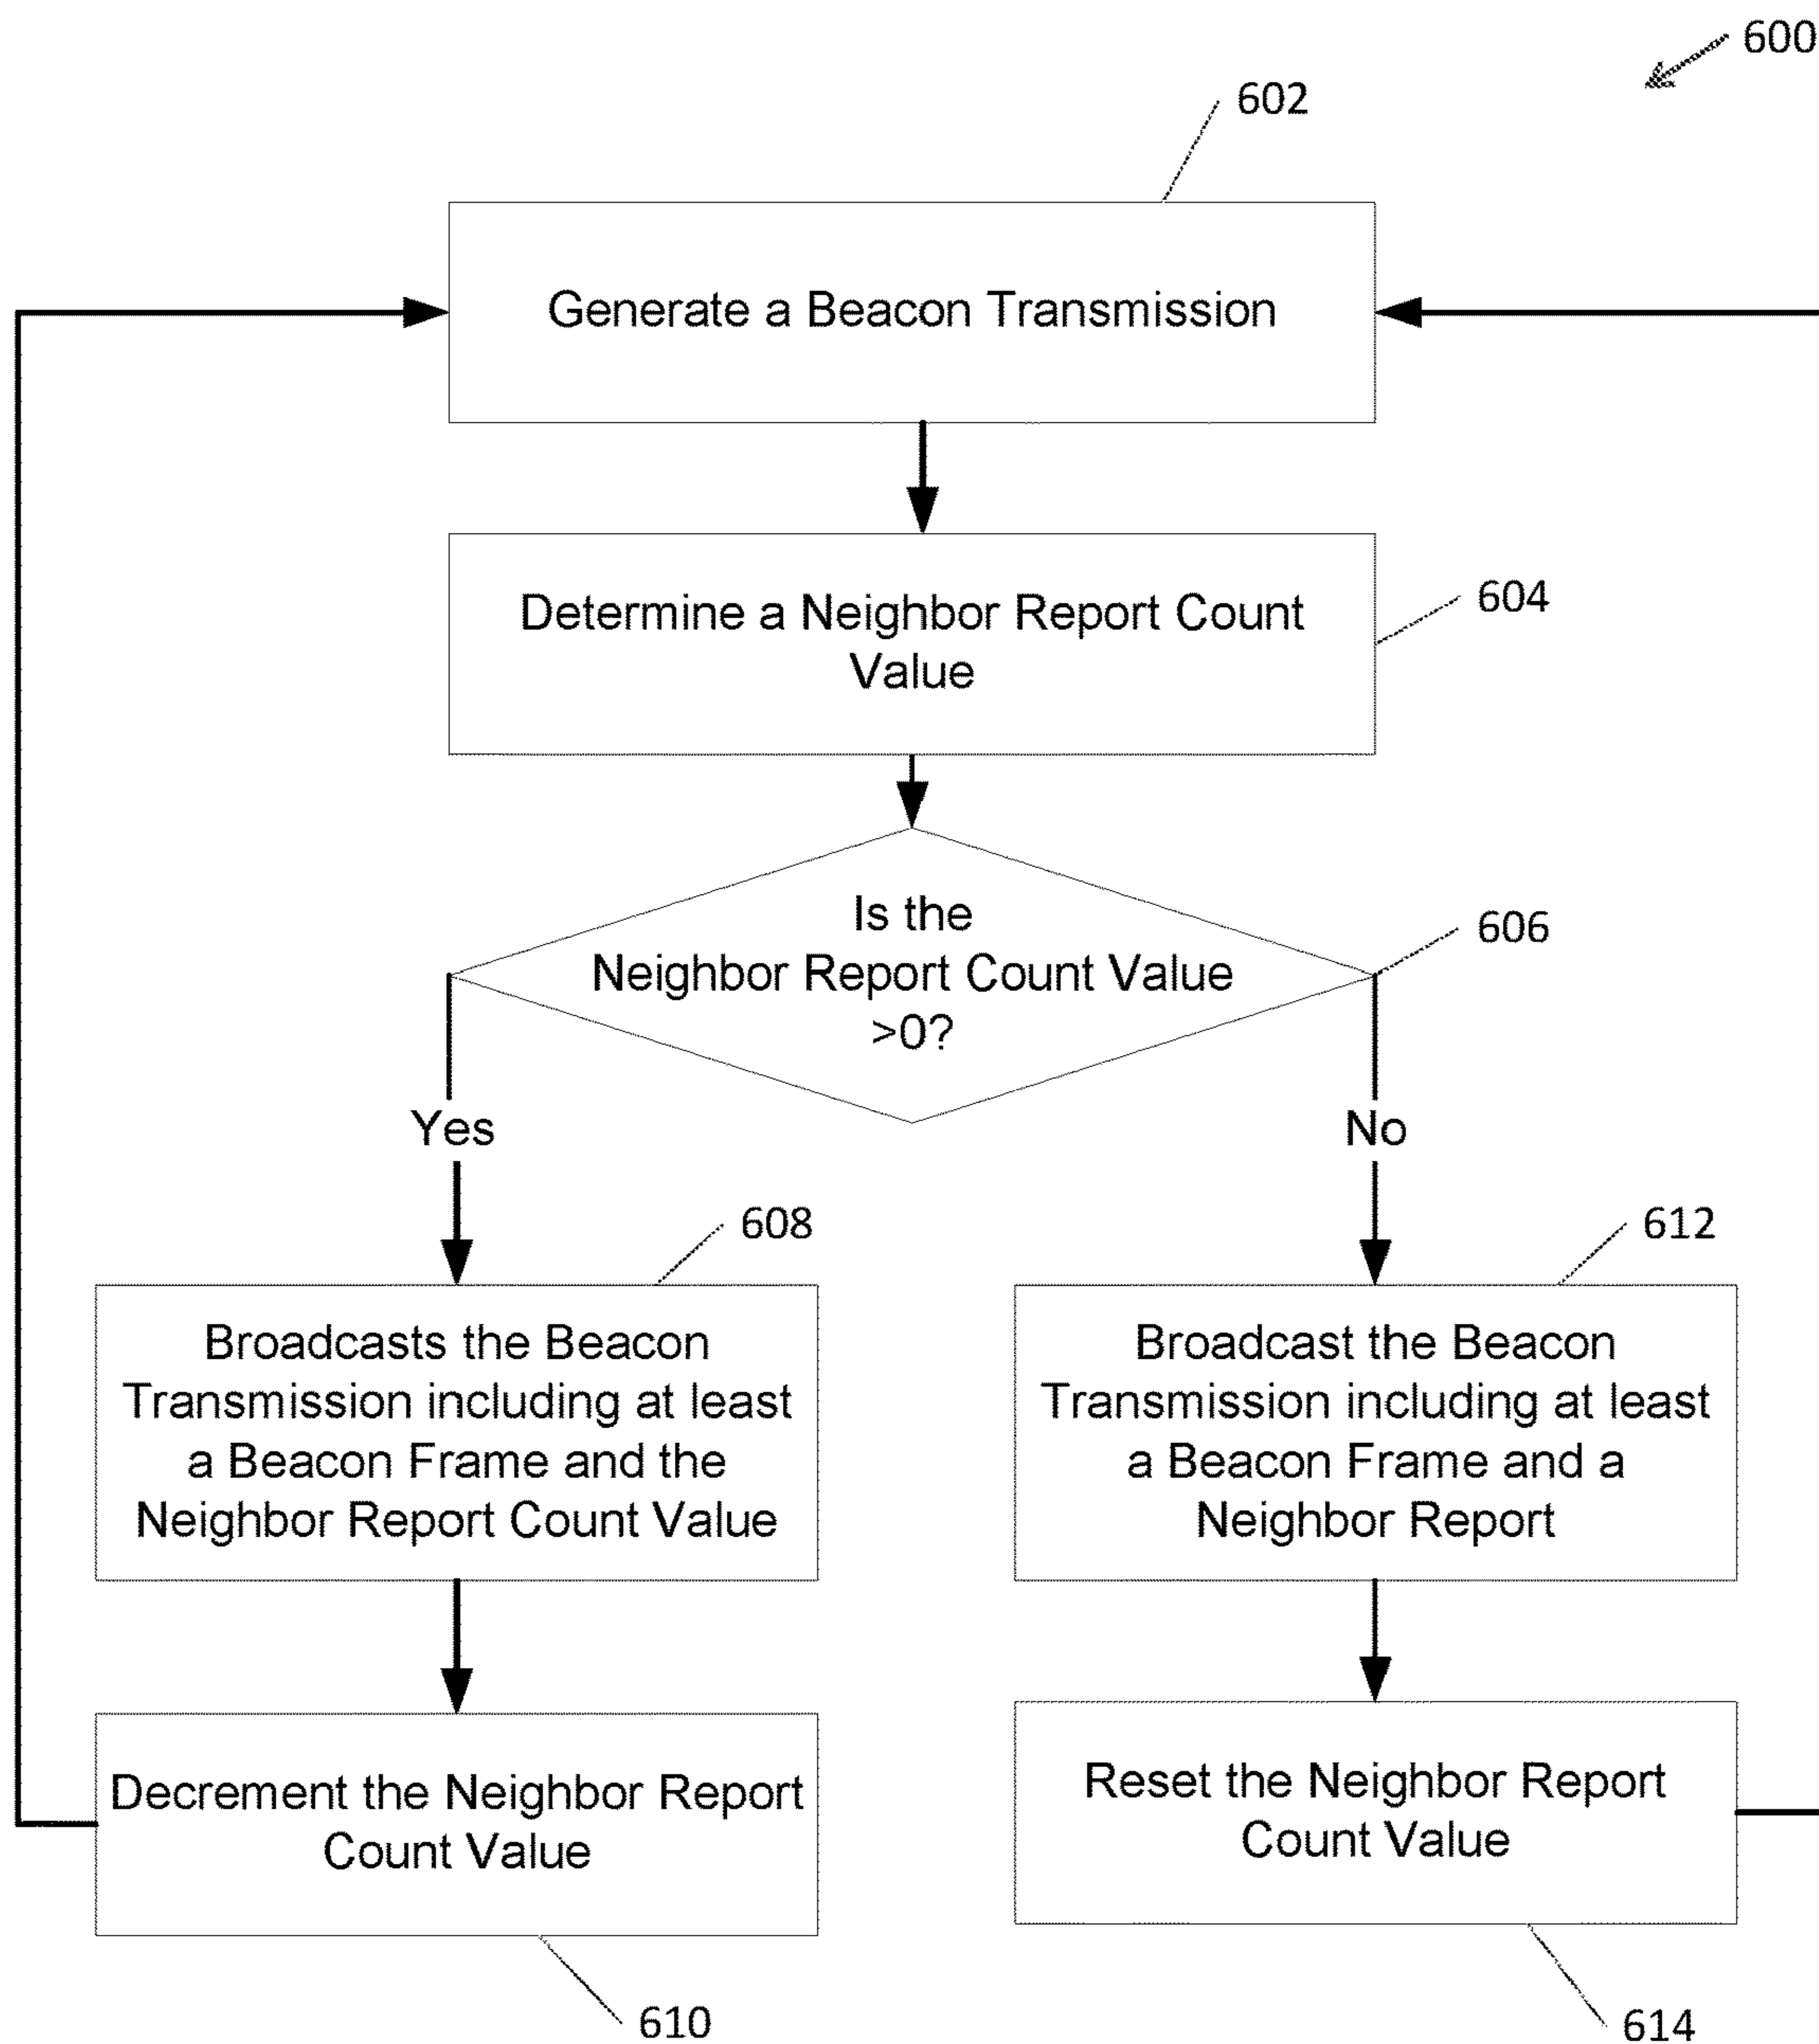 600
602
Generate a Beacon Transmission
Determine a Neighbor Report Count
Value
604
Is the
Neighbor Report Count Value
>0?
606
Yes
No
608
612
Broadcasts the Beacon
Transmission including at least
a Beacon Frame and the
Neighbor Report Count Value
Broadcast the Beacon
Transmission including at least
a Beacon Frame and a
Neighbor Report
Decrement the Neighbor Report
Count Value
Reset the Neighbor Report
Count Value
610
614